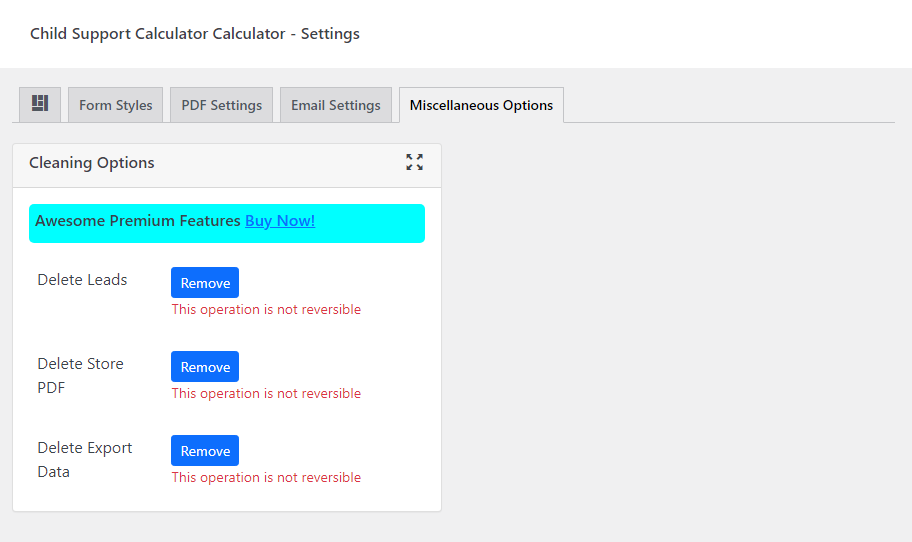 Child Support Calculator Calculator - Settings
Form Styles
PDF Settings
Email Settings
Miscellaneous Options
Cleaning Options
Awesome Premium Features Buy Now!
Delete Leads
Remove
This operation is not reversible
Delete Store
PDF
Remove
This operation is not reversible
Delete Export
Data
Remove
This operation is not reversible